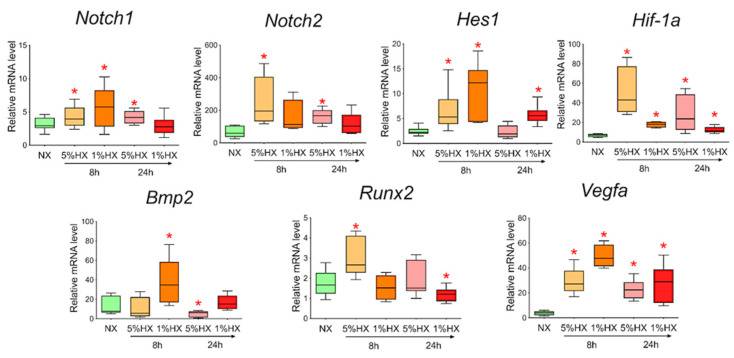 Notch1
Notch2
Hes1
Hif-1a
Relative mRNA level
15
10
5
0
*
*
*
NX 5%HX 1%HX 5%HX 1%HX
8h 24h
Relative mRNA level
600
400
200
0
*
*
NX 5%HX 1%HX 5%HX 1%HX
8h 24h
Relative mRNA level
20
15
10
5
0
*
*
*
NX 5%HX 1%HX 5%HX 1%HX
8h 24h
Relative mRNA level
100
80
60
40
20
0
*
*
*
*
NX 5%HX 1%HX 5%HX 1%HX
8h 24h
Bmp2
Runx2
Vegfa
Relative mRNA level
100
80
60
40
20
0
*
*
NX 5%HX 1%HX 5%HX 1%HX
8h 24h
Relative mRNA level
5
4
3
2
1
0
*
*
NX 5%HX 1%HX 5%HX 1%HX
8h 24h
Relative mRNA level
80
60
40
20
0
*
*
*
*
NX 5%HX 1%HX 5%HX 1%HX
8h 24h